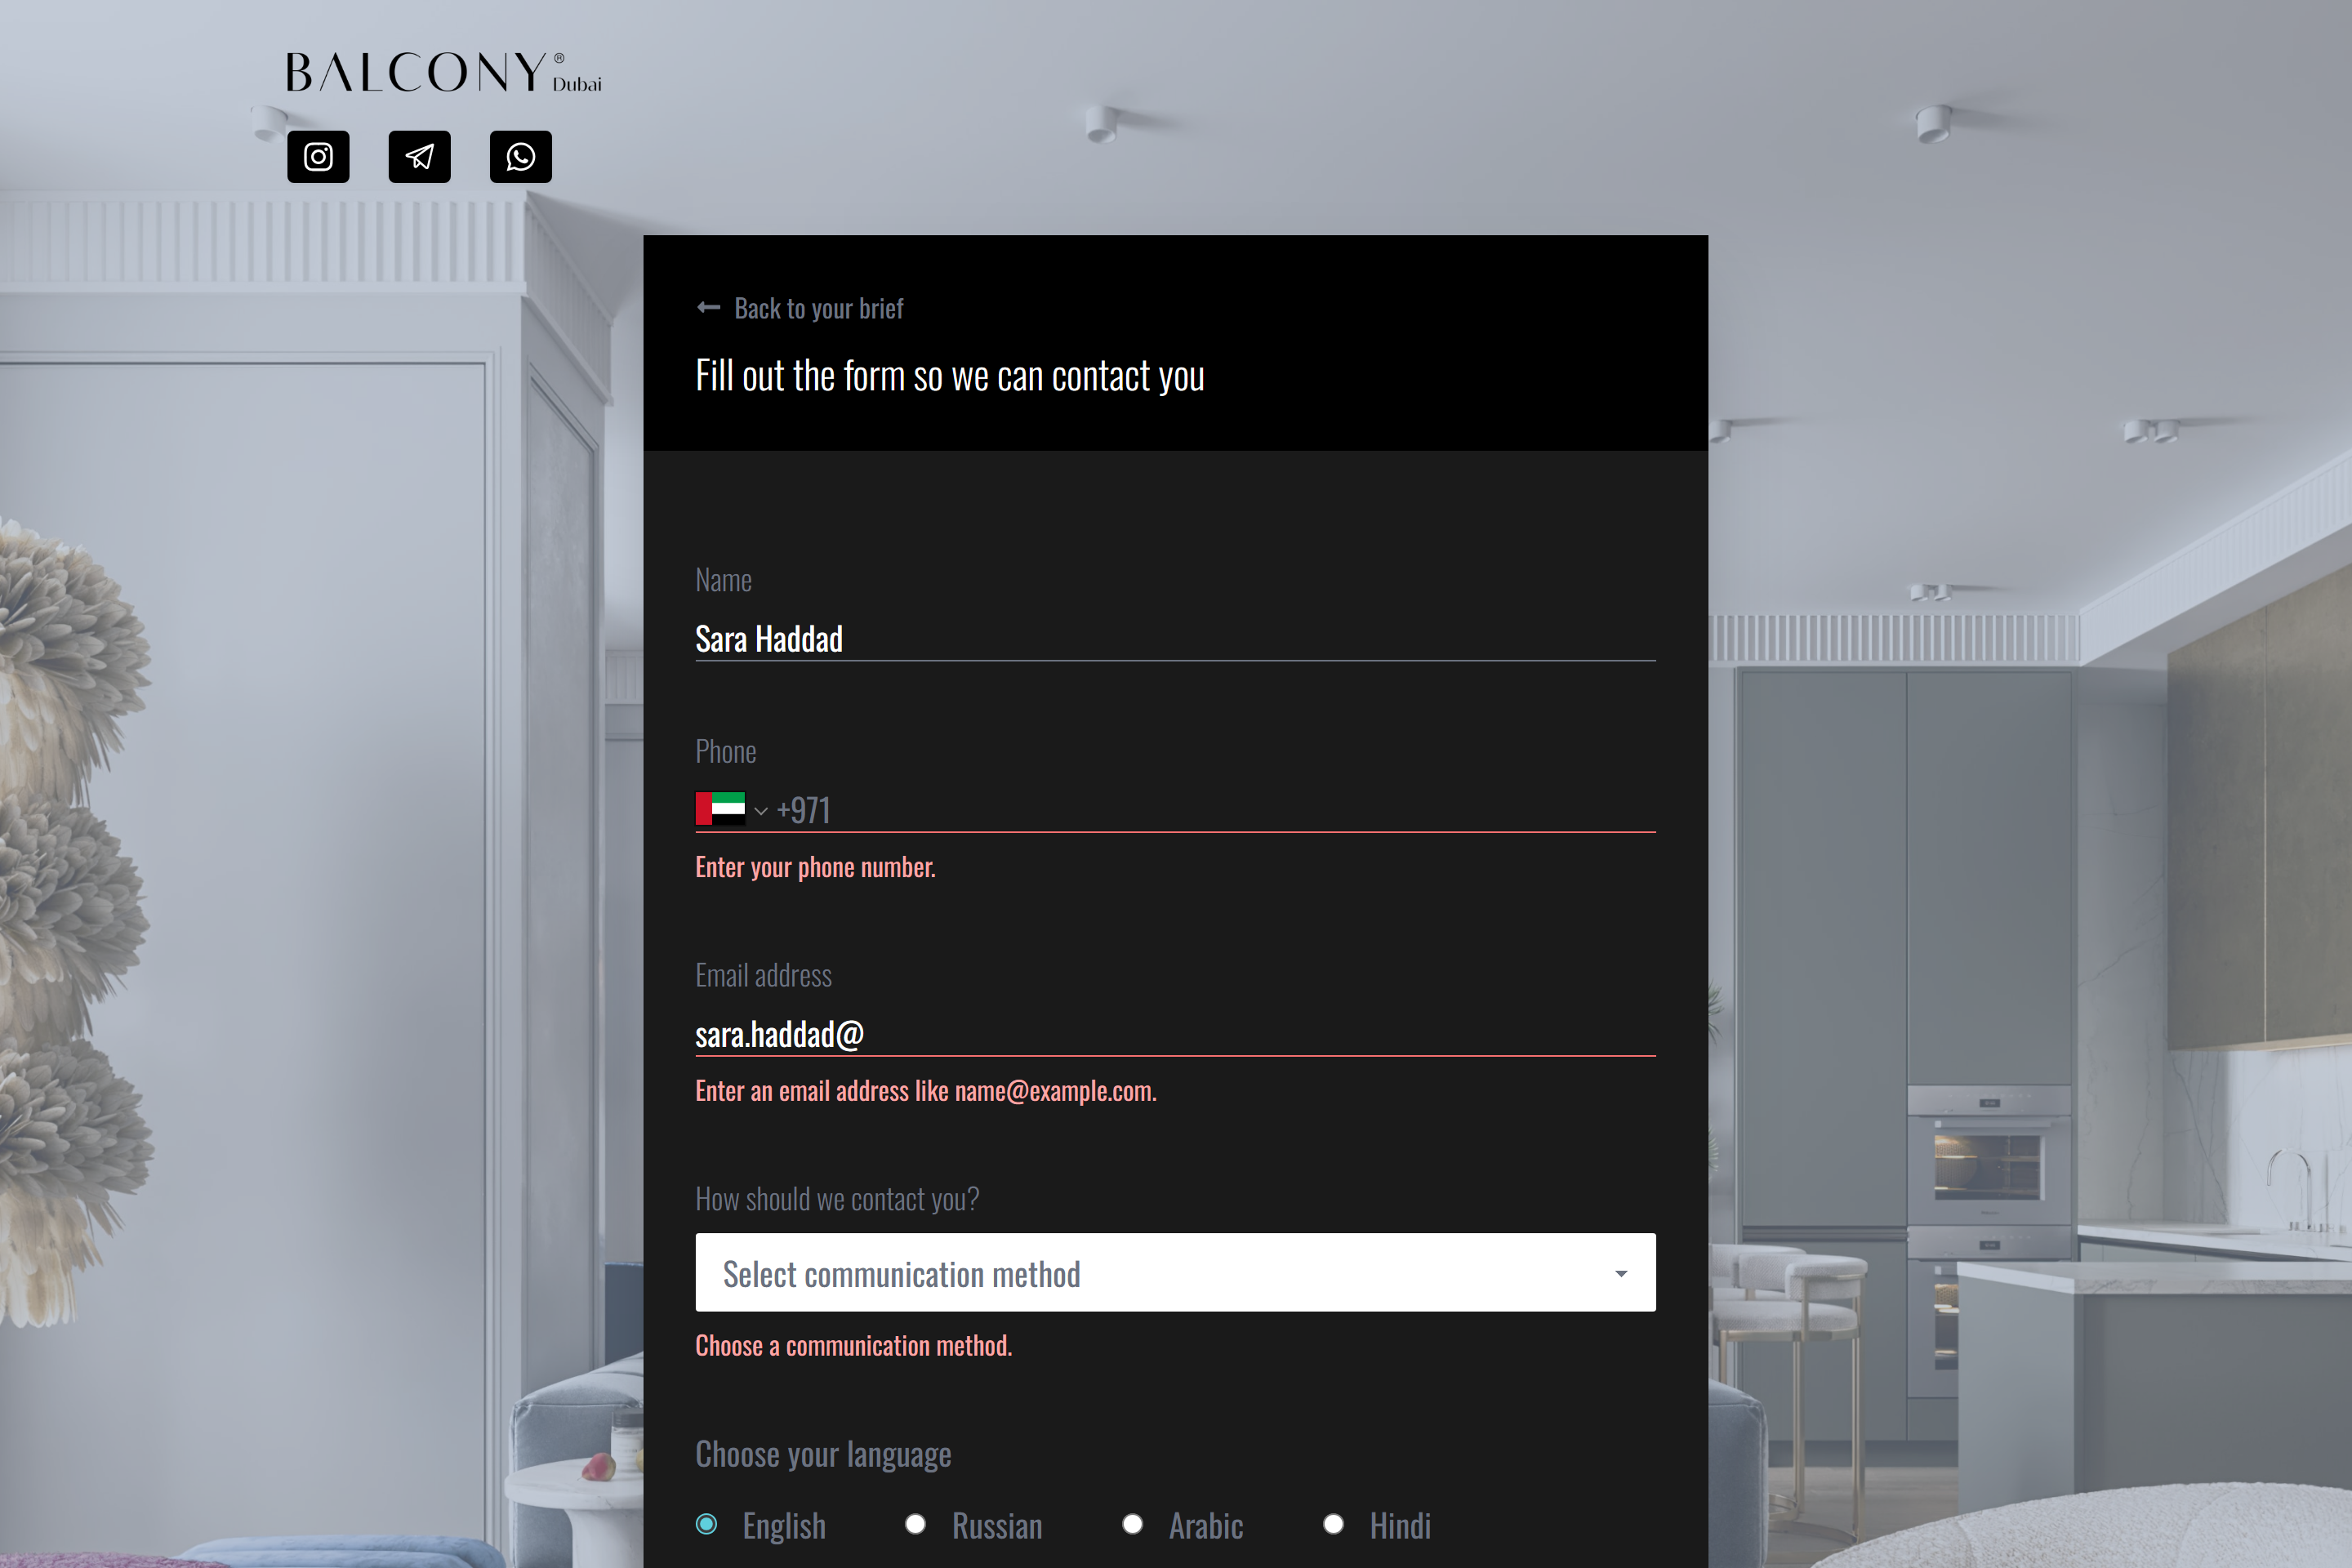 BALCONY®
Dubai
Back to your brief
Fill out the form so we can contact you
Name
Sara Haddad
Phone
+971
Enter your phone number.
Email address
sara.haddad@
Enter an email address like name@example.com.
How should we contact you?
Select communication method
Choose a communication method.
Choose your language
English Russian Arabic Hindi